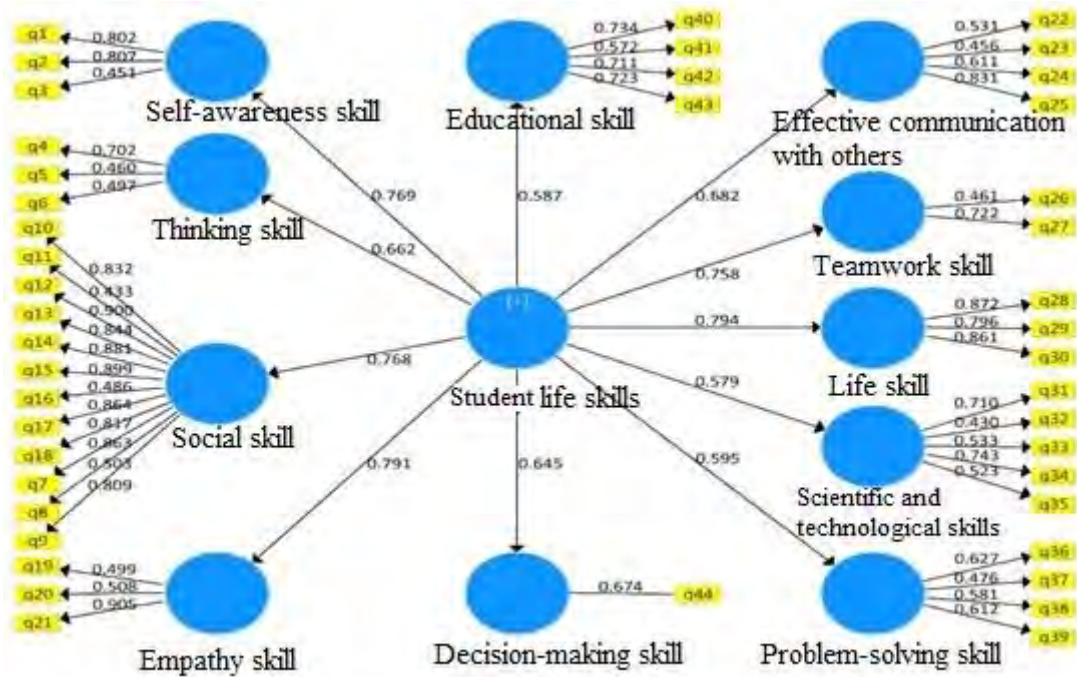 q1
0.802
q2
0.807
q3
0.451
Self-awareness skill
q4
0.702
q5
0.460
q6
0.497
Thinking skill
q10
q11
q12
q13
q14
q15
q16
q17
q18
q7
q8
q9
0.832
0.433
0.900
0.844
0.881
0.899
0.486
0.864
0.817
0.863
0.503
0.809
Social skill
q19
0.499
q20
0.508
q21
0.905
Empathy skill
0.734
q40
0.572
q41
0.711
q42
0.723
q43
Educational skill
0.769
0.587
0.682
0.662
0.758
0.768
0.794
[+]
Student life skills
0.579
0.791
0.645
0.595
0.674
q44
Decision-making skill
0.531
q22
0.456
q23
0.611
q24
0.831
q25
Effective communication
with others
0.461
q26
0.722
q27
Teamwork skill
0.872
q28
0.796
q29
0.861
q30
Life skill
0.710
q31
0.430
q32
0.533
q33
0.743
q34
0.523
q35
Scientific and
technological skills
0.627
q36
0.476
q37
0.581
q38
0.612
q39
Problem-solving skill